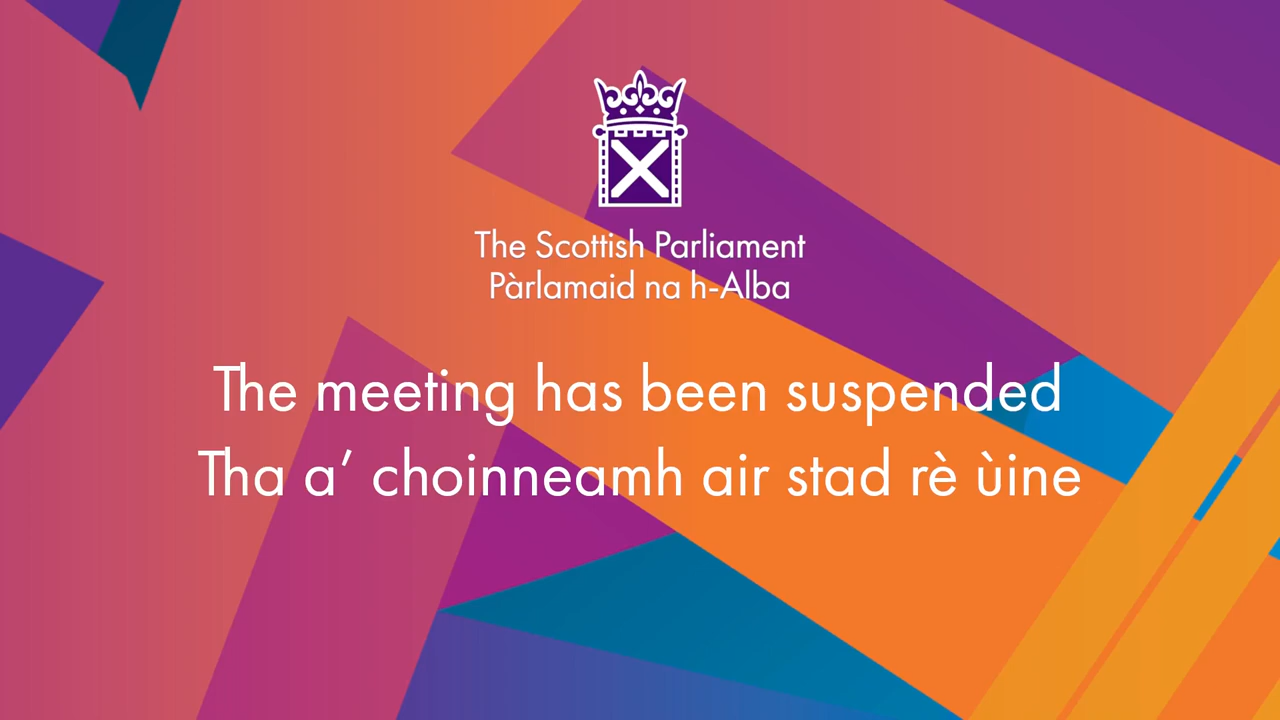 The Scottish Parliament
Pàrlamaid na h-Alba
The meeting has been suspended
Tha a’ choinneamh air stad rè ùine